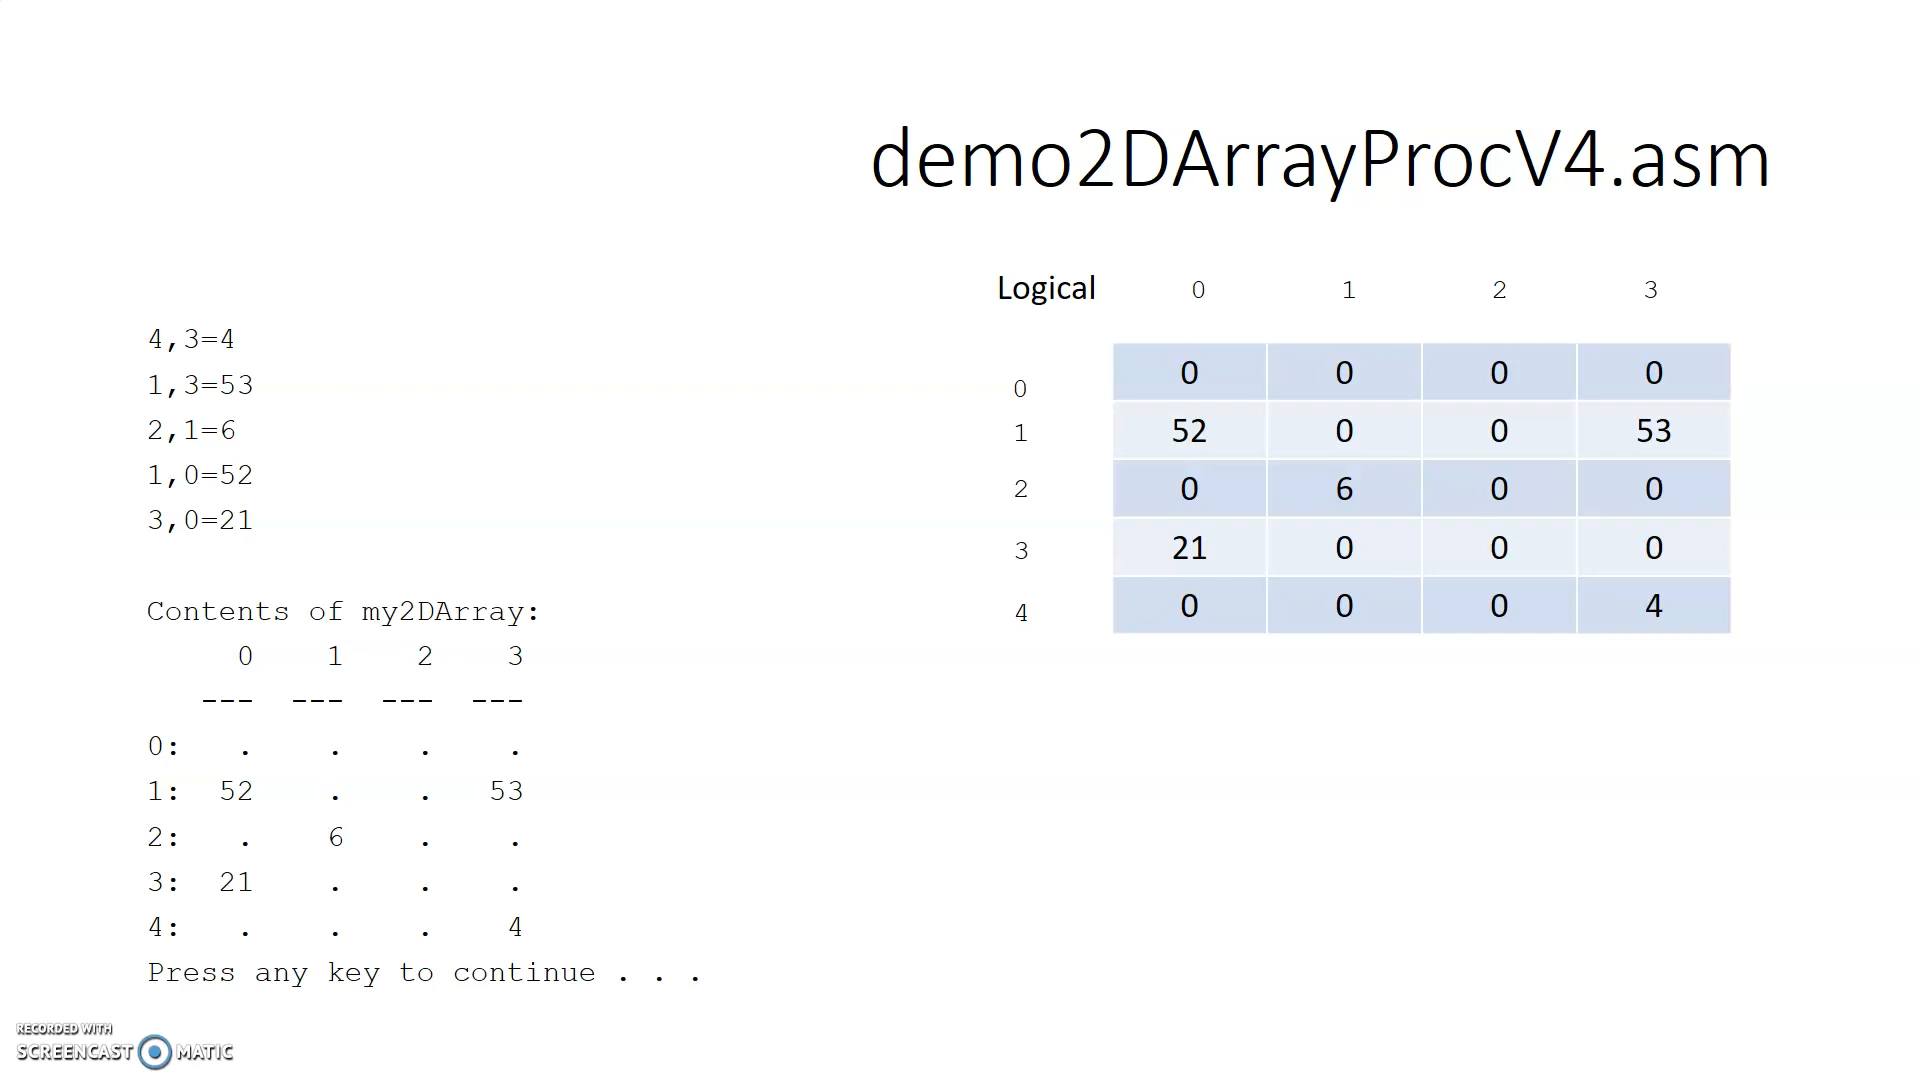 demo2DArrayProcV4.asm
4,3=4
1,3=53
2,1=6
1,0=52
3,0=21
Contents of my2DArray:
0 1 2 3
--- --- --- ---
0: . . . .
1: 52 . . 53
2: . 6 . .
3: 21 . . .
4: . . . 4
Press any key to continue . . .
Logical 0 1 2 3
0 0 0 0 0
1 52 0 0 53
2 0 6 0 0
3 21 0 0 0
4 0 0 0 4
RECORDED WITH
SCREENCAST MATIC